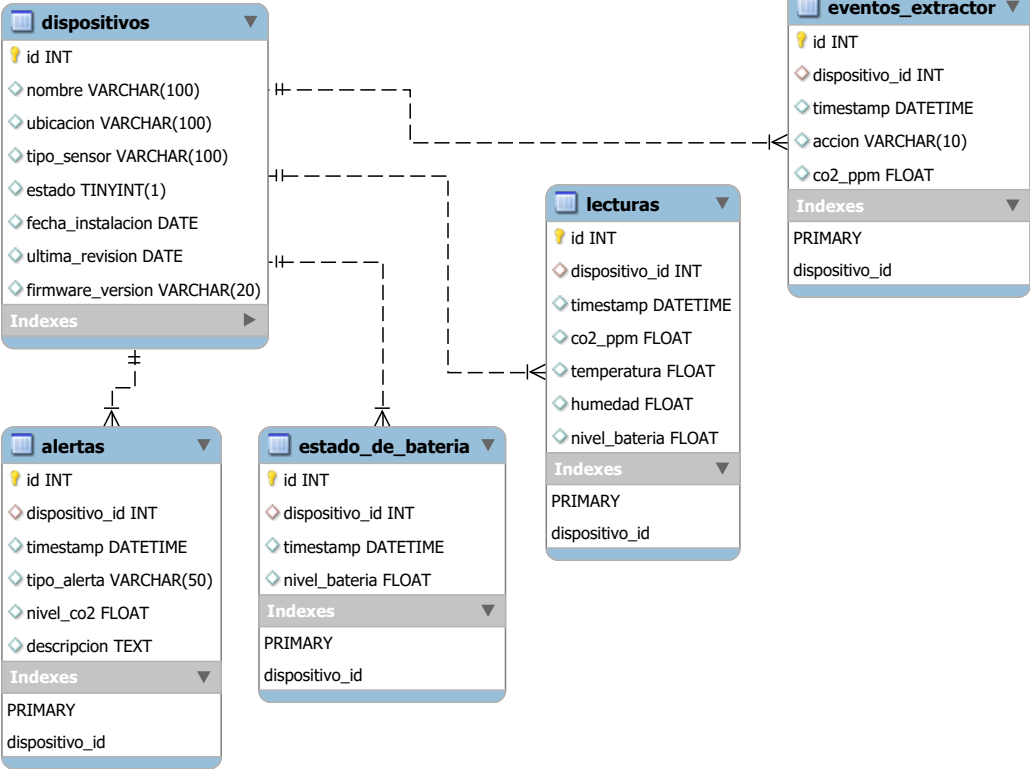 dispositivos
id INT
nombre VARCHAR(100)
ubicacion VARCHAR(100)
tipo_sensor VARCHAR(100)
estado TINYINT(1)
fecha_instalacion DATE
ultima_revision DATE
firmware_version VARCHAR(20)
Indexes
eventos_extractor
id INT
dispositivo_id INT
timestamp DATETIME
accion VARCHAR(10)
co2_ppm FLOAT
Indexes
PRIMARY
dispositivo_id
lecturas
id INT
dispositivo_id INT
timestamp DATETIME
co2_ppm FLOAT
temperatura FLOAT
humedad FLOAT
nivel_bateria FLOAT
Indexes
PRIMARY
dispositivo_id
alertas
id INT
dispositivo_id INT
timestamp DATETIME
tipo_alerta VARCHAR(50)
nivel_co2 FLOAT
descripcion TEXT
Indexes
PRIMARY
dispositivo_id
estado_de_bateria
id INT
dispositivo_id INT
timestamp DATETIME
nivel_bateria FLOAT
Indexes
PRIMARY
dispositivo_id